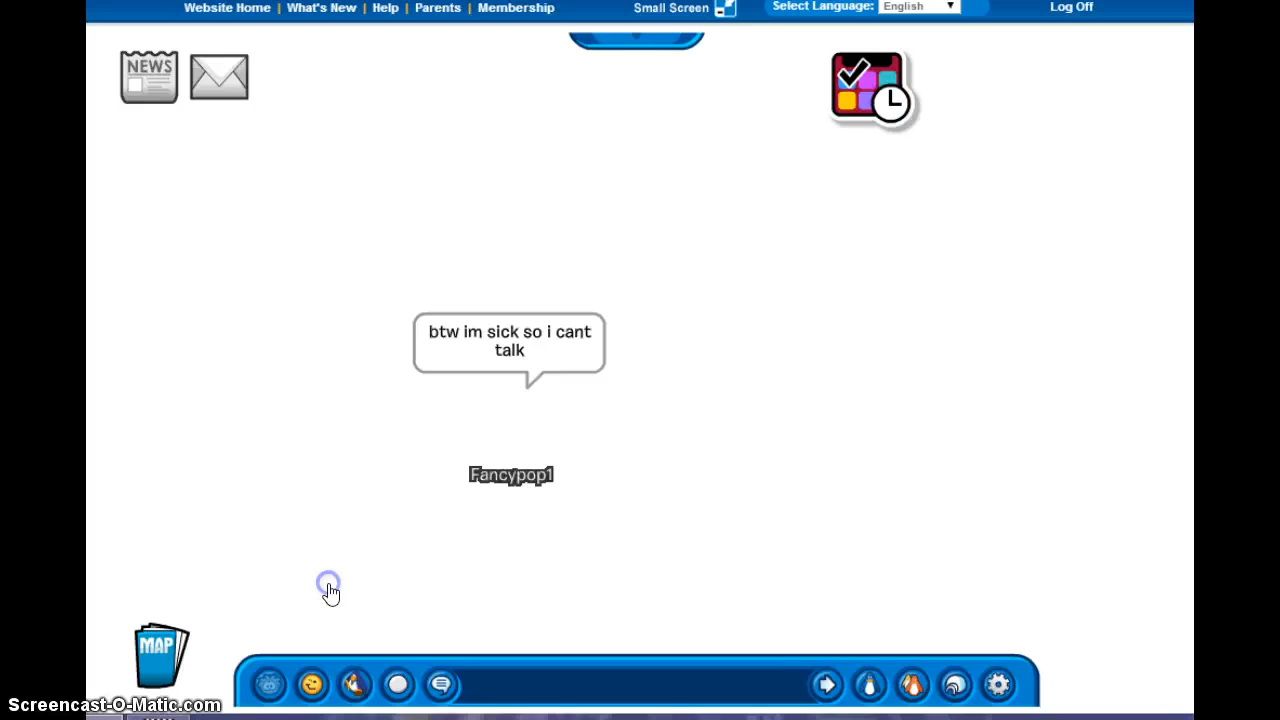 Website Home | What's New | Help | Parents | Membership Small Screen Select Language: English Log Off
NEWS
btw im sick so i cant
talk
Fancypop1
MAP
Screencast-O-Matic.com